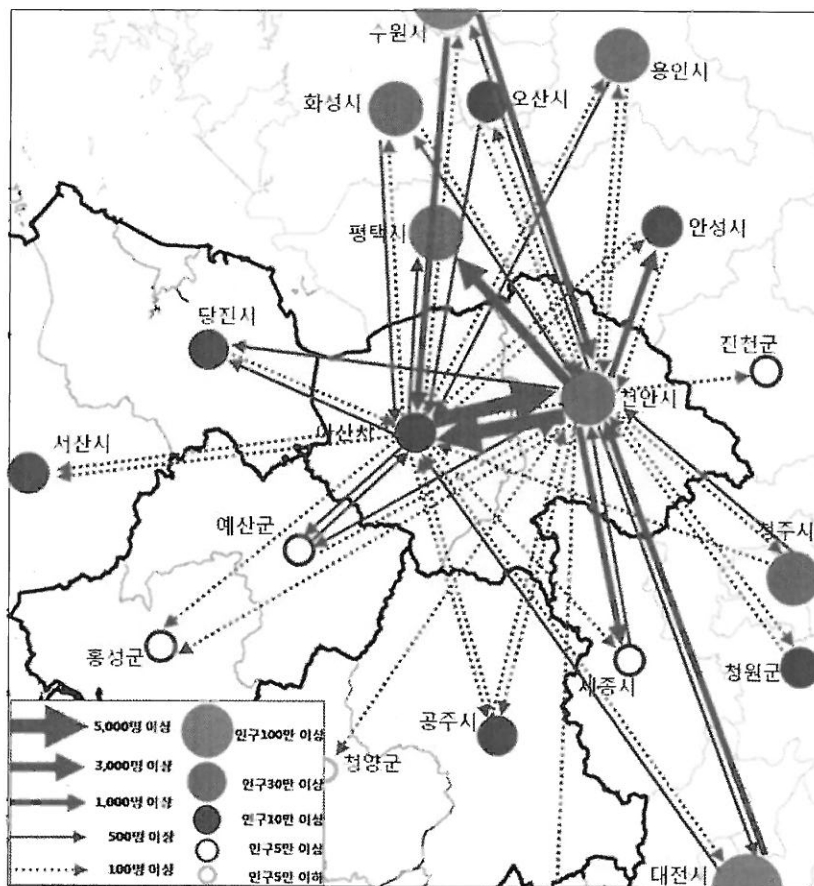 수원시
용인시
화성시
오산시
평택시
안성시
당진시
진천군
천안시
아산시
서산시
예산군
청주시
홍성군
세종시
청원군
공주시
청양군
대전시
5,000명 이상
3,000명 이상
1,000명 이상
500명 이상
100명 이상
인구100만 이상
인구30만 이상
인구10만 이상
인구5만 이상
인구5만 이하